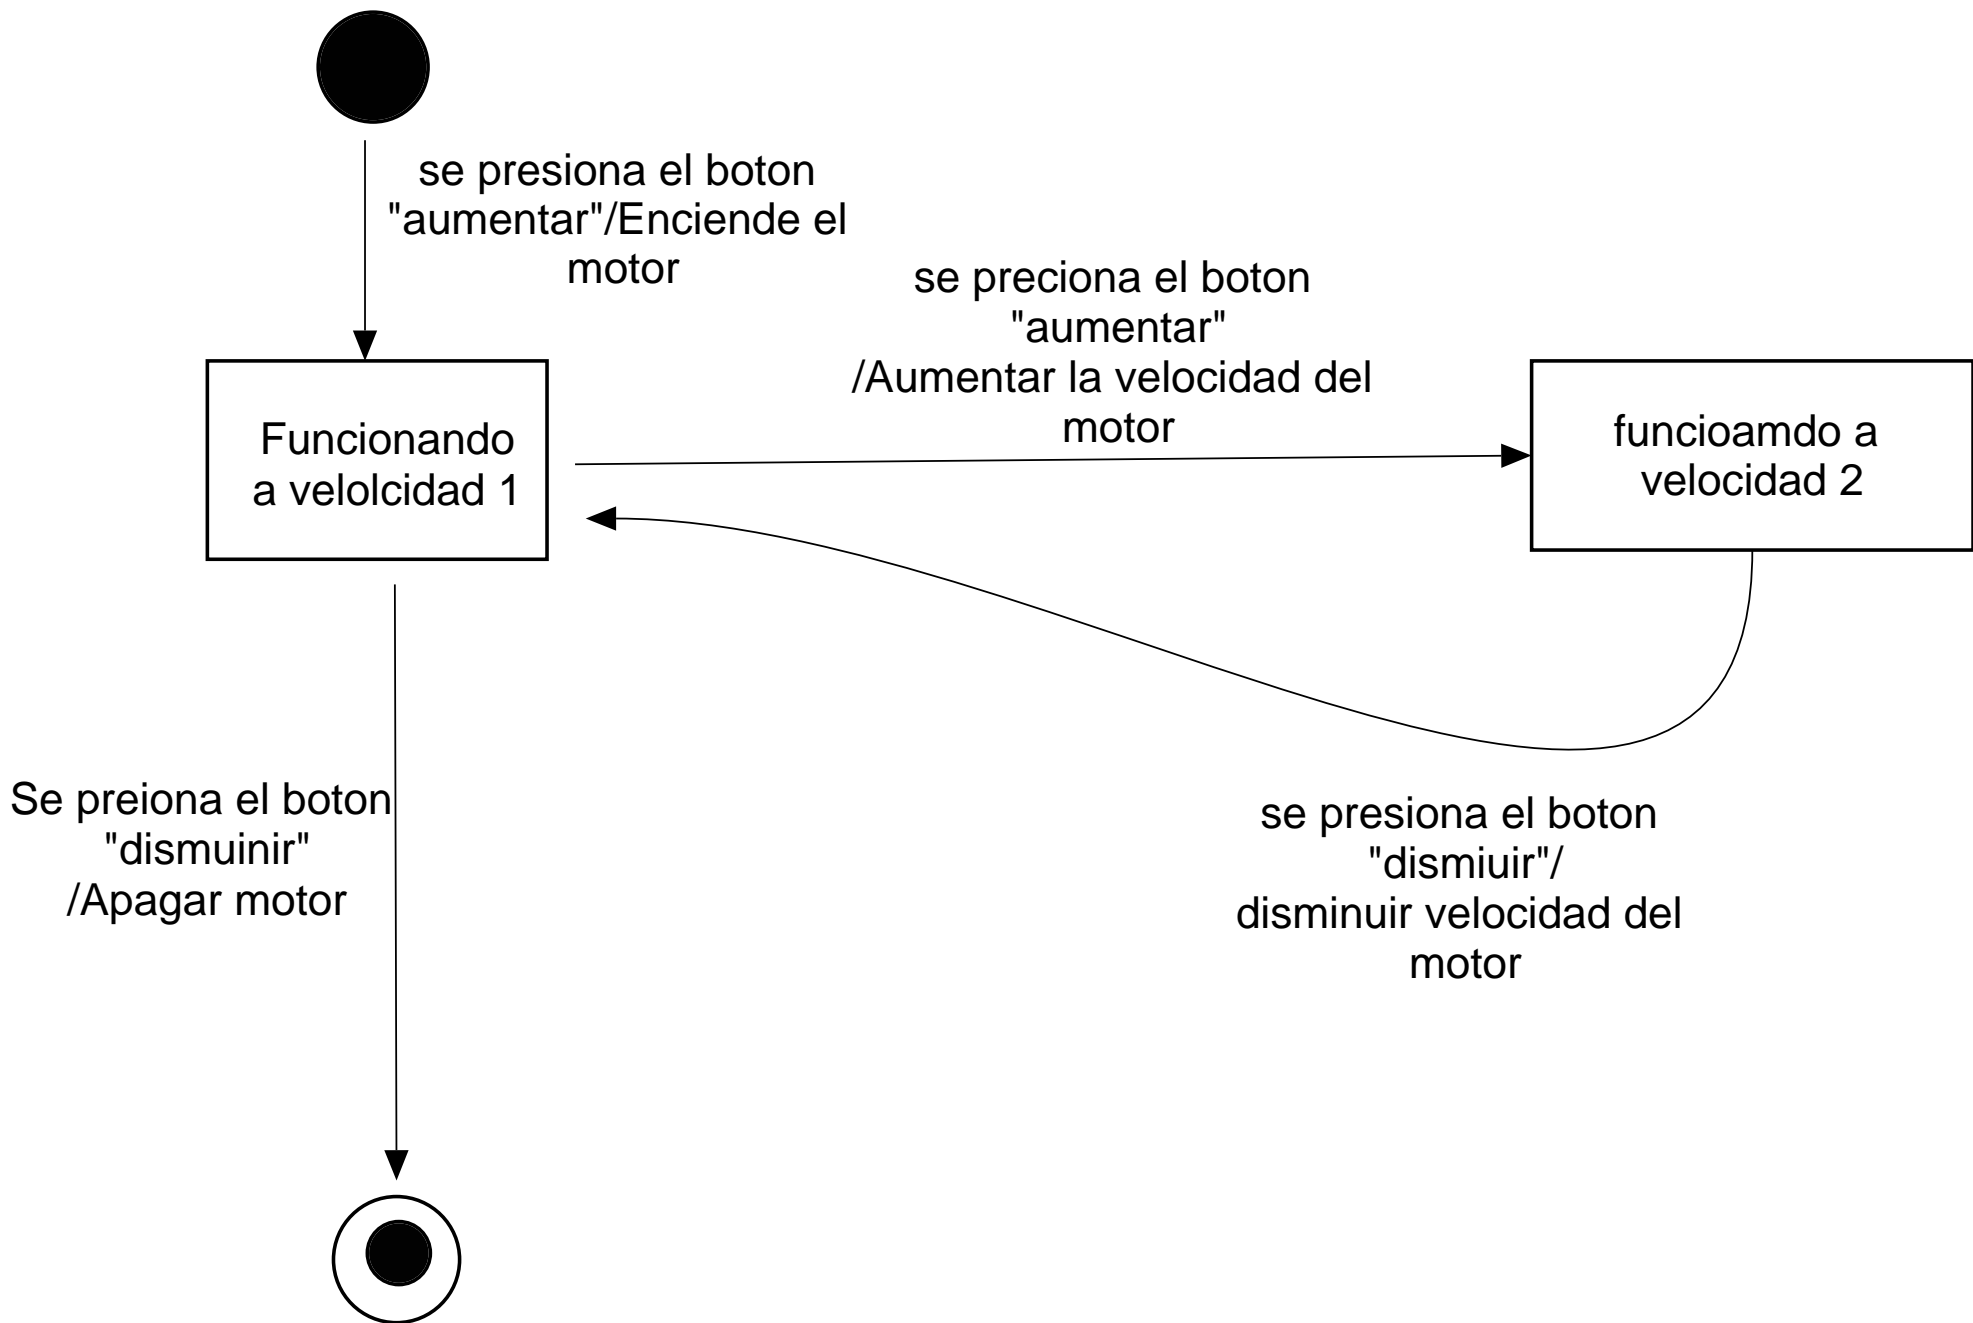 se presiona el boton
"aumentar"/Enciende el
motor
se preciona el boton
"aumentar"
/Aumentar la velocidad del
motor
Funcionando
a velolcidad 1
funcioamdo a
velocidad 2
Se preiona el boton
"dismuinir"
/Apagar motor
se presiona el boton
"dismiuir"/
disminuir velocidad del
motor